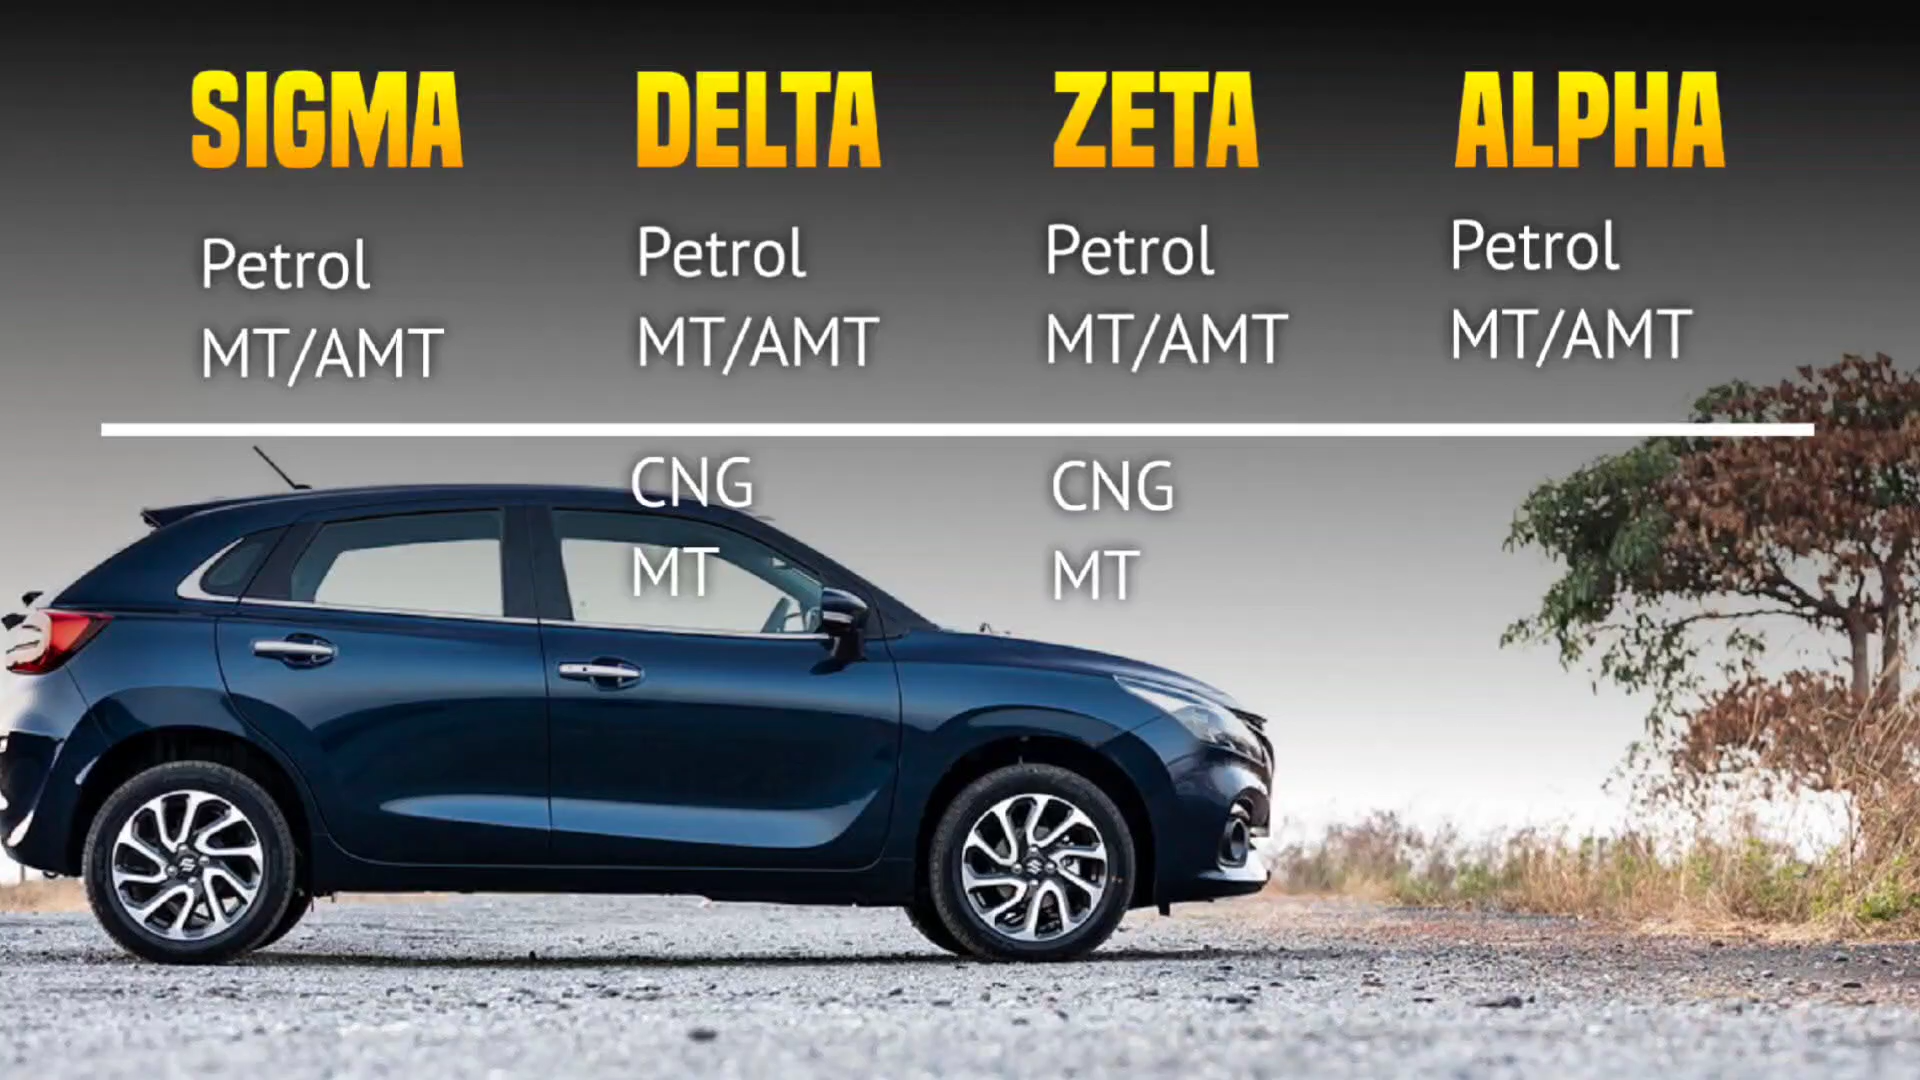 SIGMA
Petrol
MT/AMT
DELTA
Petrol
MT/AMT
CNG
MT
ZETA
Petrol
MT/AMT
CNG
MT
ALPHA
Petrol
MT/AMT